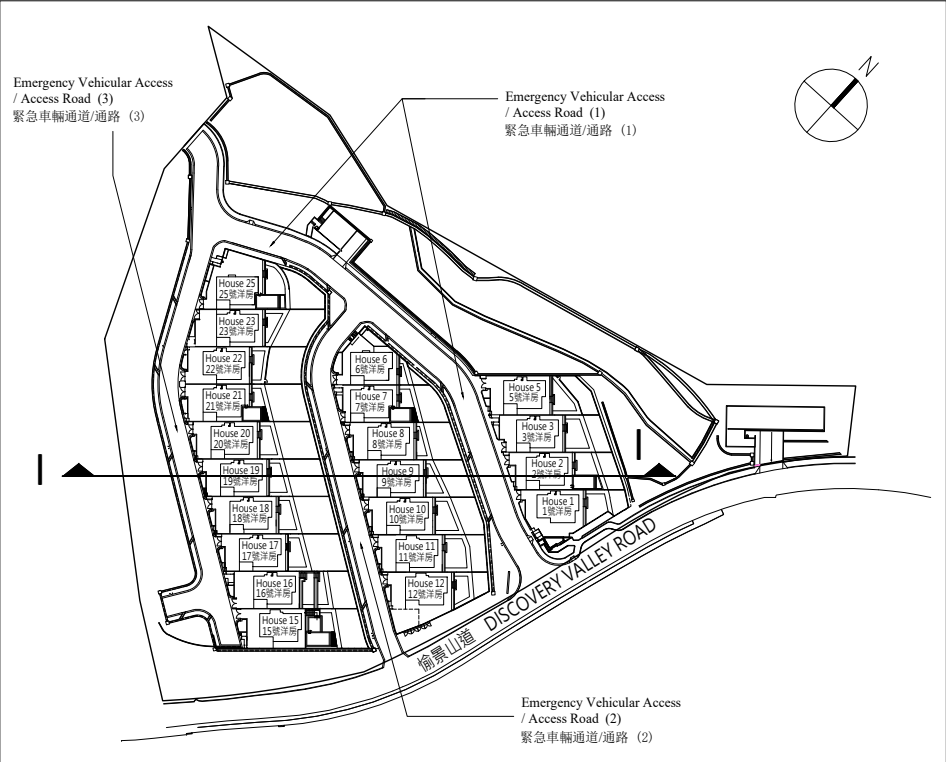 Emergency Vehicular Access
/ Access Road (3)
緊急車輛通道/通路 (3)
Emergency Vehicular Access
/ Access Road (1)
緊急車輛通道/通路 (1)
N
House 25
25號洋房
House 23
23號洋房
House 22
22號洋房
House 21
21號洋房
House 20
20號洋房
House 19
19號洋房
House 18
18號洋房
House 17
17號洋房
House 16
16號洋房
House 15
15號洋房
House 6
6號洋房
House 7
7號洋房
House 8
8號洋房
House 9
9號洋房
House 10
10號洋房
House 11
11號洋房
House 12
12號洋房
House 5
5號洋房
House 3
3號洋房
House 2
2號洋房
House 1
1號洋房
I
I
愉景山道 DISCOVERY VALLEY ROAD
Emergency Vehicular Access
/ Access Road (2)
緊急車輛通道/通路 (2)